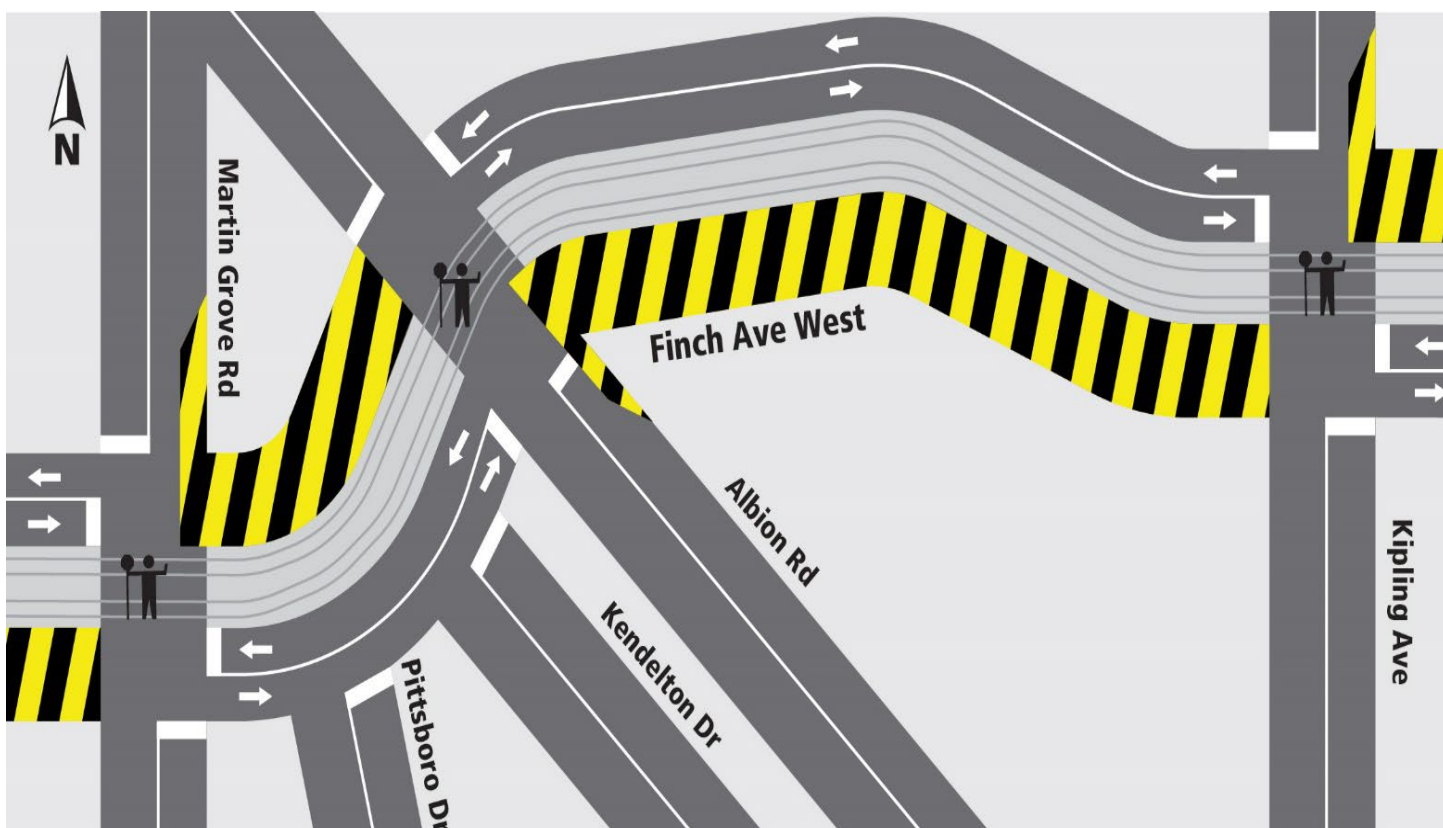 N
Martin Grove Rd
Finch Ave West
Albion Rd
Kendelton Dr
Pittsboro Dr
Kipling Ave